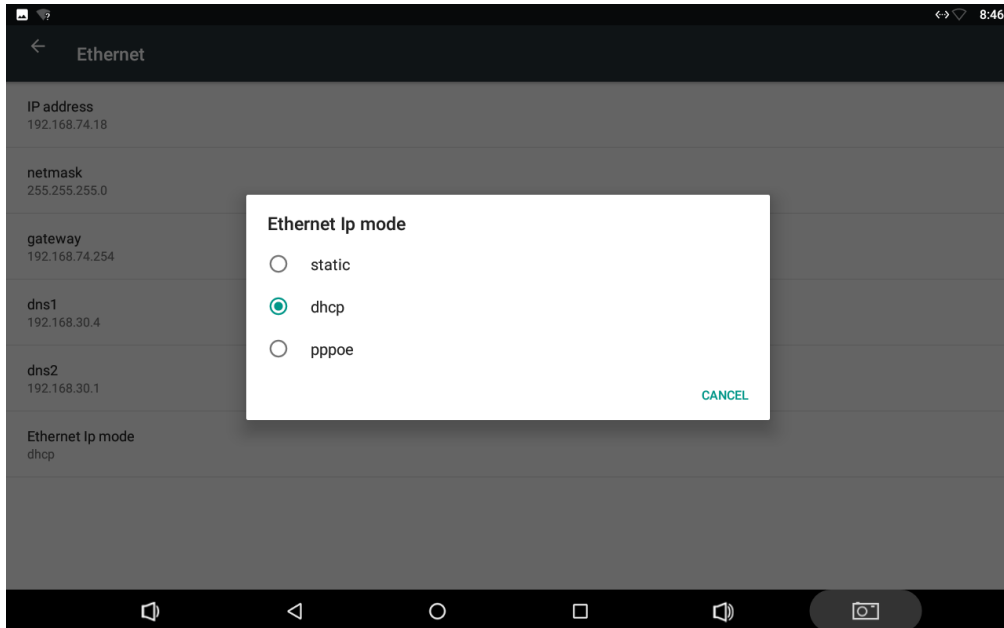 8:46
Ethernet
IP address
192.168.74.18
netmask
255.255.255.0
gateway
192.168.74.254
dns1
192.168.30.4
dns2
192.168.30.1
Ethernet Ip mode
dhcp
Ethernet Ip mode
static
dhcp
pppoe
CANCEL